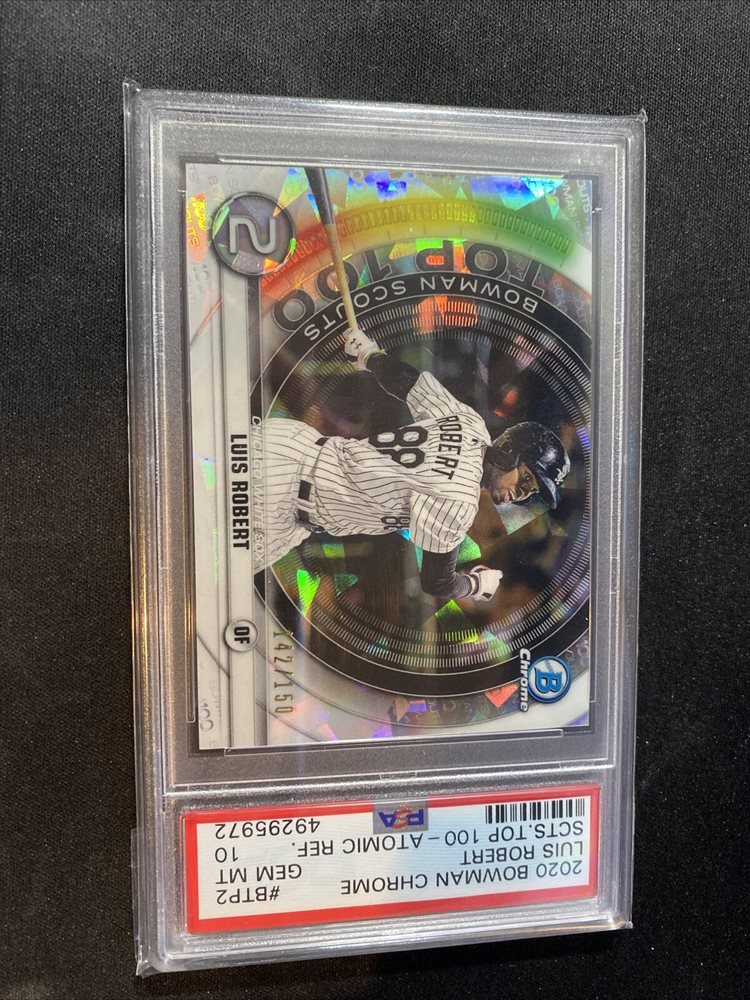 2020 BOWMAN CHROME #BTP2
LUIS ROBERT GEM MT
SCTS.TOP 100-ATOMIC REF. 10
PSA 49295972
2
BOWMAN SCOUTS
TOP 100
ROBERT
88
B
Chrome
CHICAGO WHITE SOX
LUIS ROBERT
OF
142/150